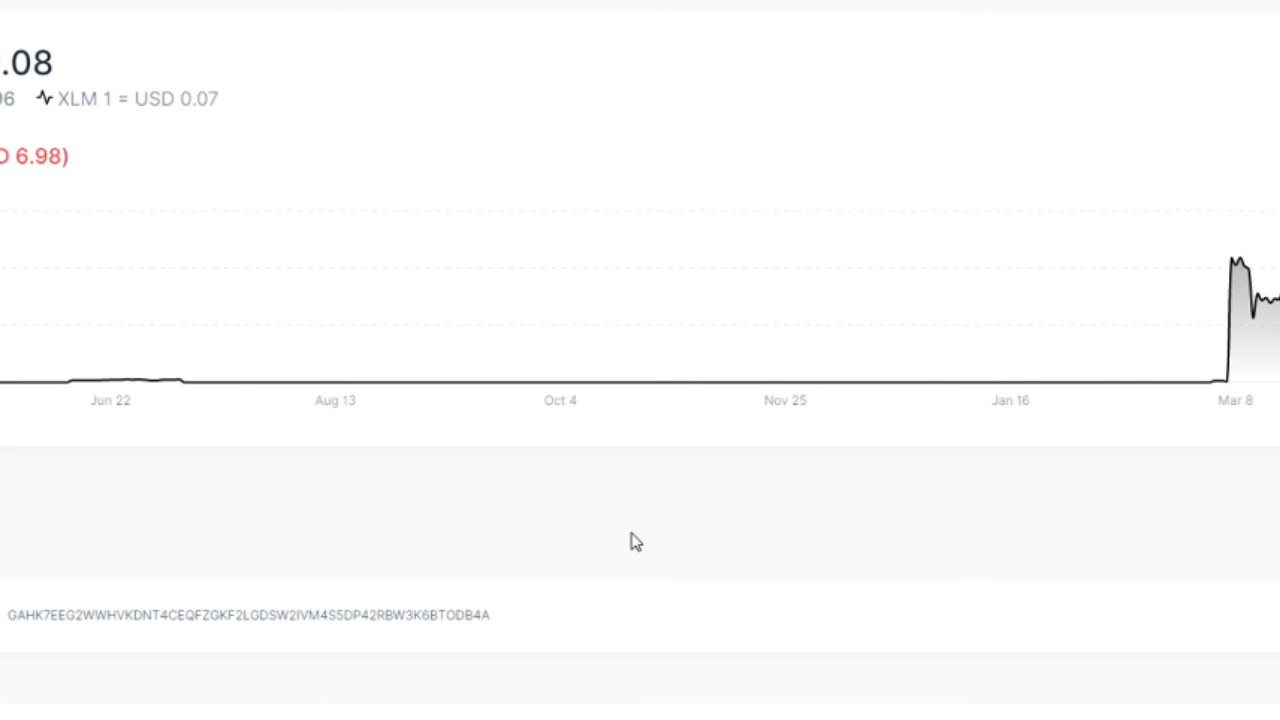 .08
96 XLM 1 = USD 0.07
D 6.98)
Jun 22 Aug 13 Oct 4 Nov 25 Jan 16 Mar 8
GAHK7EEG2WWHVKDNT4CEQFZGKF2LGDSW2IVM4S5DP42RBW3K6BTODB4A